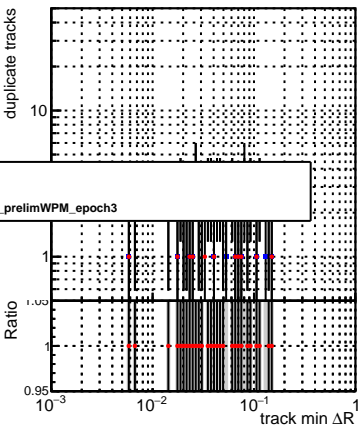 duplicate tracks
10
_prelimWPM_epoch3
1
1.05
Ratio
1
0.95
10⁻³
10⁻²
10⁻¹
1
track min ΔR